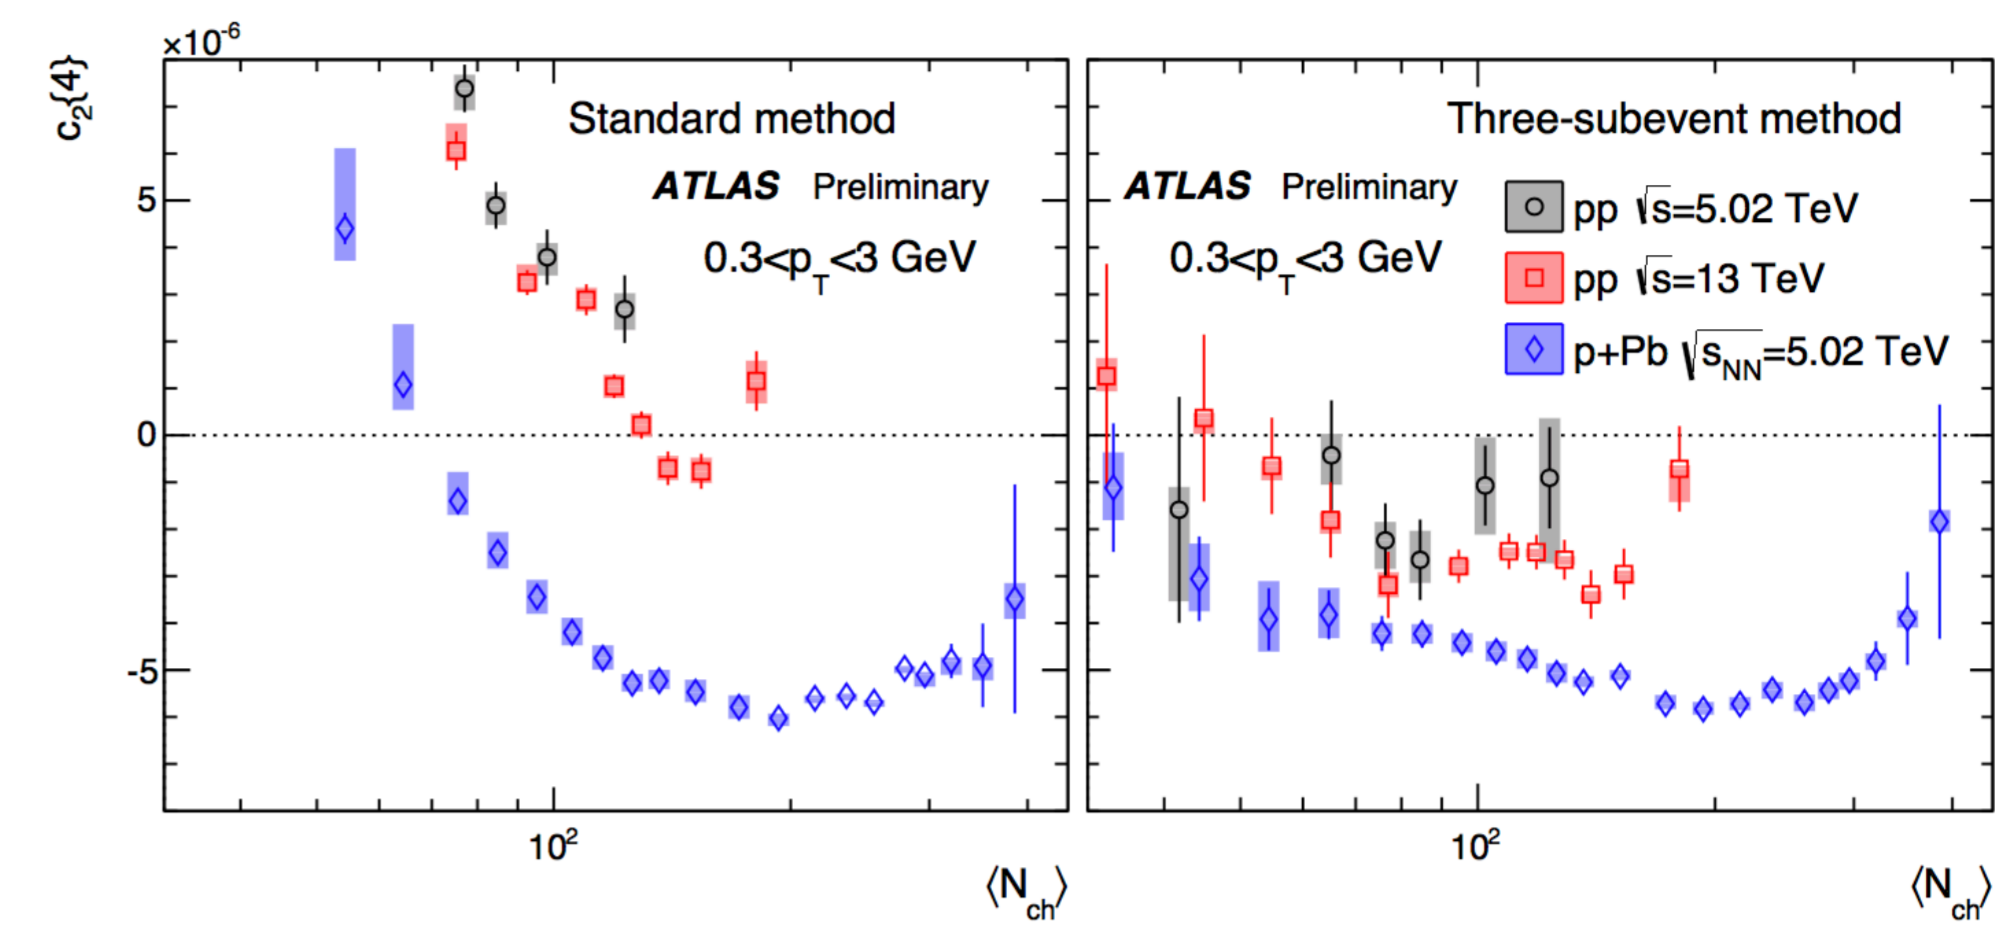 ×10⁻⁶
c₂{4}
5
0
-5
Standard method
ATLAS Preliminary
0.3<p_T<3 GeV
10²
⟨N_ch⟩
Three-subevent method
ATLAS Preliminary
0.3<p_T<3 GeV
pp √s=5.02 TeV
pp √s=13 TeV
p+Pb √s_NN=5.02 TeV
10²
⟨N_ch⟩